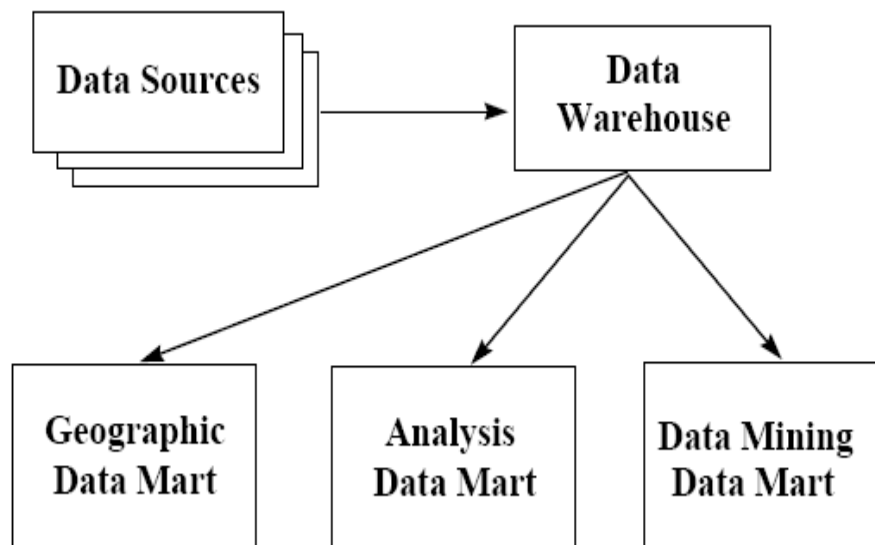 Data Sources
Data
Warehouse
Geographic
Data Mart
Analysis
Data Mart
Data Mining
Data Mart